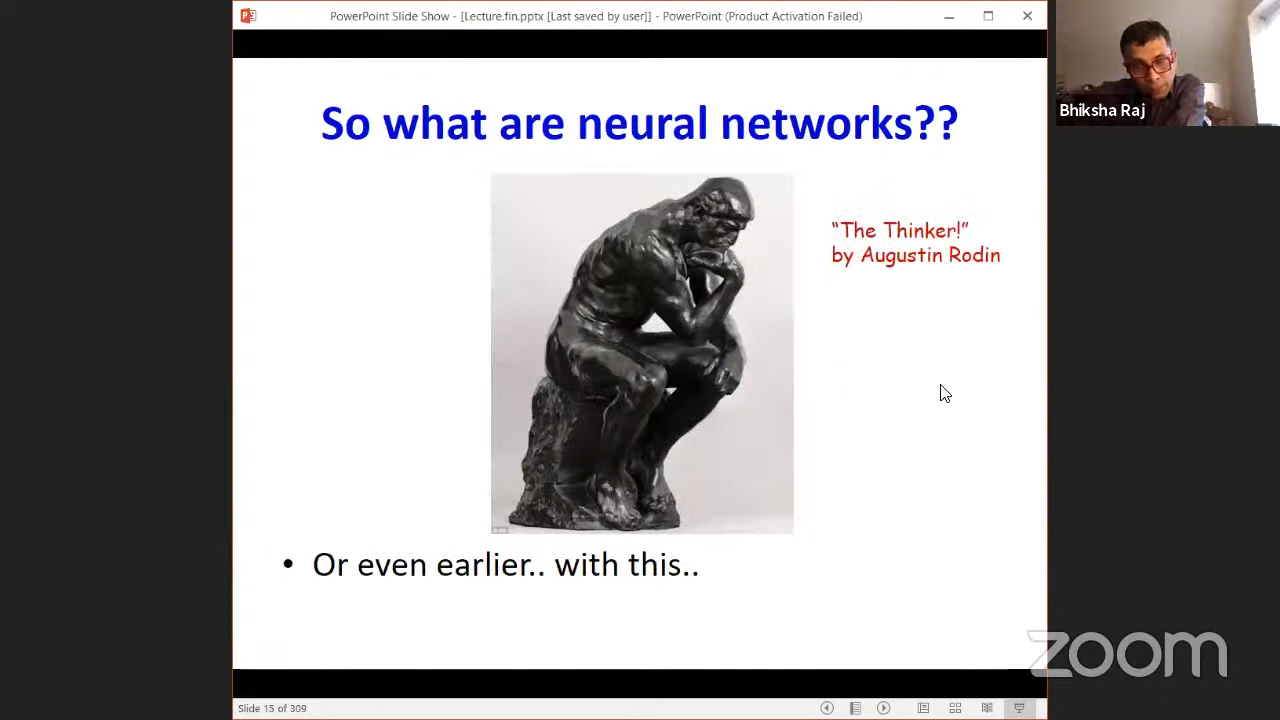 PowerPoint Slide Show - [Lecture.fin.pptx [Last saved by user]] - PowerPoint (Product Activation Failed)
Bhiksha Raj
So what are neural networks??
“The Thinker!”
by Augustin Rodin
• Or even earlier.. with this..
zoom
Slide 15 of 309